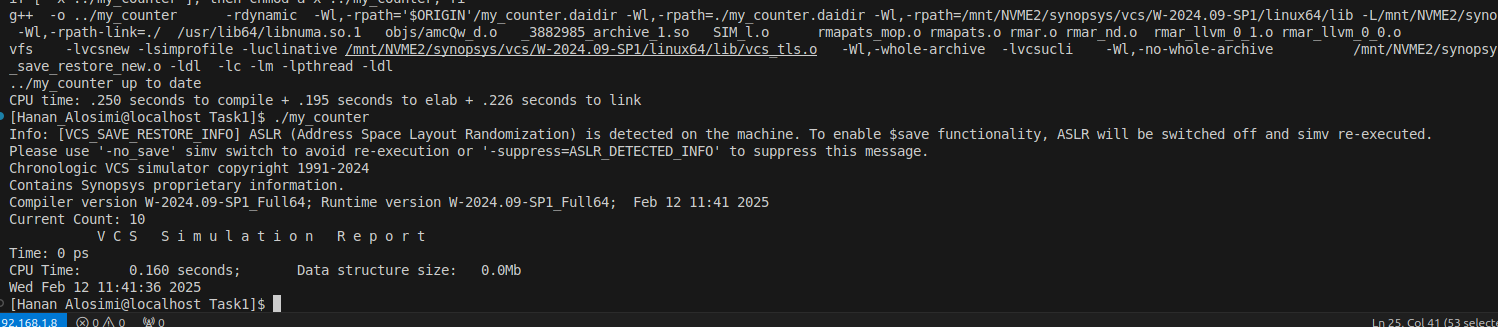 g++ -o ../my_counter -rdynamic -Wl,-rpath='$ORIGIN'/my_counter.daidir -Wl,-rpath=./my_counter.daidir -Wl,-rpath=/mnt/NVME2/synopsys/vcs/W-2024.09-SP1/linux64/lib -L/mnt/NVME2/syno
-Wl,-rpath-link=./ /usr/lib64/libnuma.so.1 objs/amcQw_d.o _3882985_archive_1.so SIM_l.o rmapats_mop.o rmapats.o rmar.o rmar_nd.o rmar_llvm_0_1.o rmar_llvm_0_0.o
vfs -lvcsnew -lsimprofile -luclinative /mnt/NVME2/synopsys/vcs/W-2024.09-SP1/linux64/lib/vcs_tls.o -Wl,-whole-archive -lvcsucli -Wl,-no-whole-archive /mnt/NVME2/synopsy
_save_restore_new.o -ldl -lc -lm -lpthread -ldl
../my_counter up to date
CPU time: .250 seconds to compile + .195 seconds to elab + .226 seconds to link
[Hanan_Alosimi@localhost Task1]$ ./my_counter
Info: [VCS_SAVE_RESTORE_INFO] ASLR (Address Space Layout Randomization) is detected on the machine. To enable $save functionality, ASLR will be switched off and simv re-executed.
Please use '-no_save' simv switch to avoid re-execution or '-suppress=ASLR_DETECTED_INFO' to suppress this message.
Chronologic VCS simulator copyright 1991-2024
Contains Synopsys proprietary information.
Compiler version W-2024.09-SP1_Full64; Runtime version W-2024.09-SP1_Full64; Feb 12 11:41 2025
Current Count: 10
V C S S i m u l a t i o n R e p o r t
Time: 0 ps
CPU Time: 0.160 seconds; Data structure size: 0.0Mb
Wed Feb 12 11:41:36 2025
[Hanan_Alosimi@localhost Task1]$
92.168.1.8 0 0 0 Ln 25, Col 41 (53 selecte